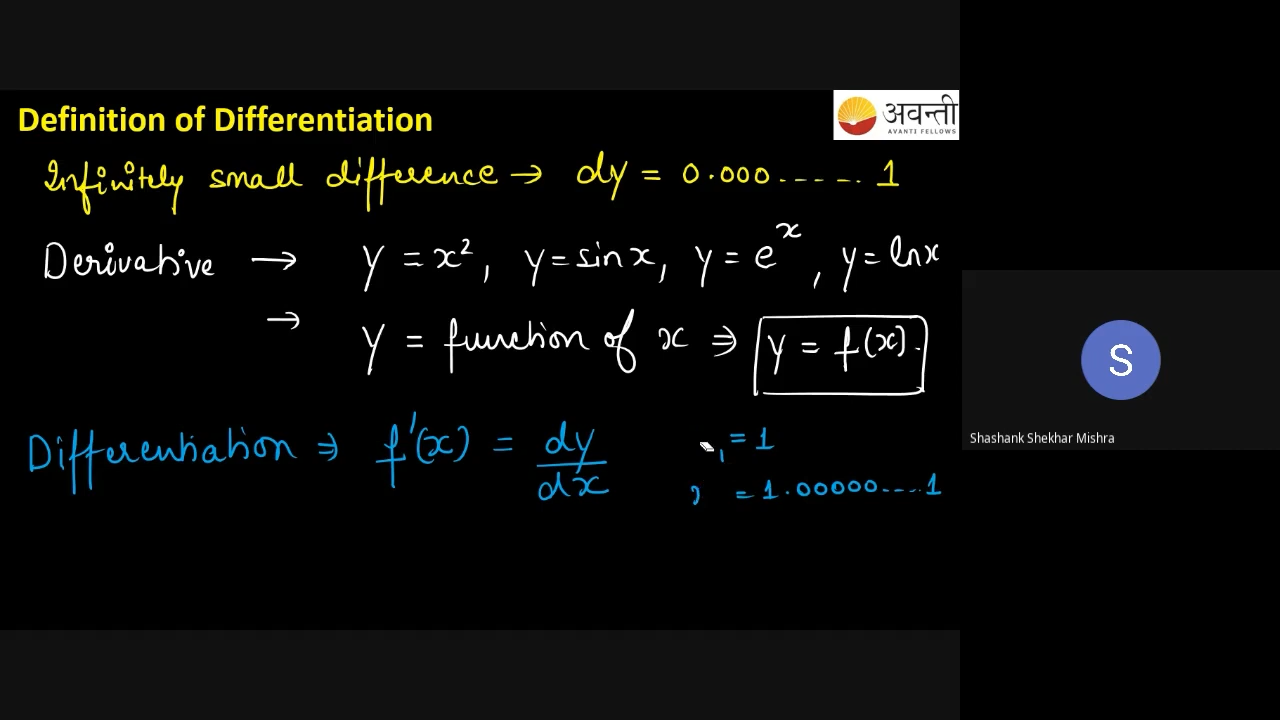 Definition of Differentiation
अवन्ती
AVANTI FELLOWS
Infinitely small difference → dy = 0.000 ------ 1
Derivative → y = x², y = sin x, y = eˣ, y = ln x
→ y = function of x ⇒ y = f(x).
Differentiation ⇒ f'(x) = dy/dx
₁ = 1
= 1.00000----1
S
Shashank Shekhar Mishra